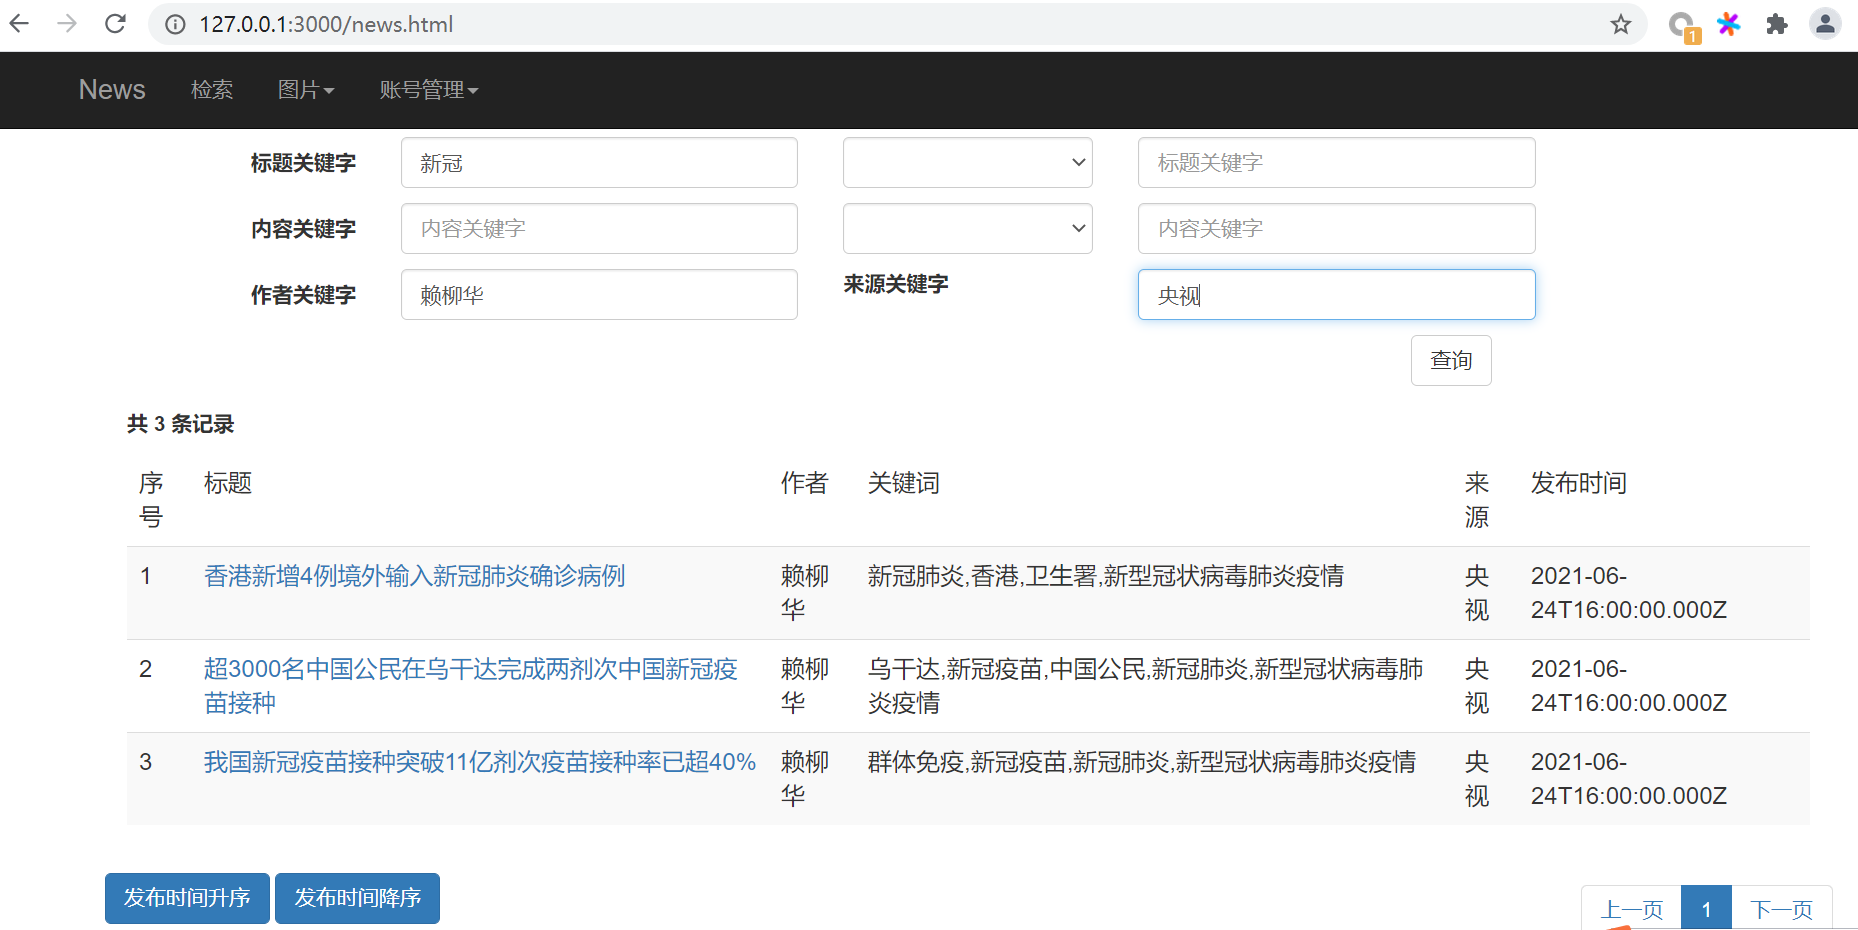 127.0.0.1:3000/news.html
1
News 检索 图片 账号管理
标题关键字 新冠 标题关键字
内容关键字 内容关键字 内容关键字
作者关键字 赖柳华 来源关键字 央视
查询
共 3 条记录
序号 标题 作者 关键词 来源 发布时间
1 香港新增4例境外输入新冠肺炎确诊病例 赖柳华 新冠肺炎,香港,卫生署,新型冠状病毒肺炎疫情 央视 2021-06-24T16:00:00.000Z
2 超3000名中国公民在乌干达完成两剂次中国新冠疫苗接种 赖柳华 乌干达,新冠疫苗,中国公民,新冠肺炎,新型冠状病毒肺炎疫情 央视 2021-06-24T16:00:00.000Z
3 我国新冠疫苗接种突破11亿剂次疫苗接种率已超40% 赖柳华 群体免疫,新冠疫苗,新冠肺炎,新型冠状病毒肺炎疫情 央视 2021-06-24T16:00:00.000Z
发布时间升序 发布时间降序 上一页 1 下一页